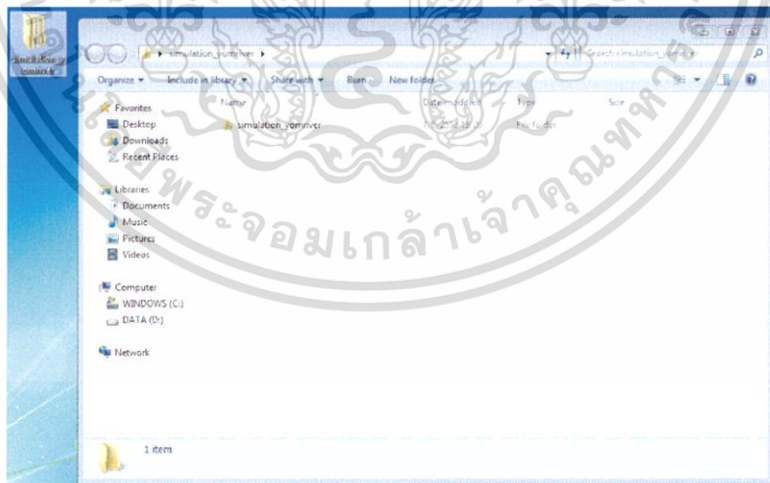 simulation_yomriver
Search simulation_yomriver
Organize Include in library Share with Burn New folder
Name Date modified Type Size
simulation_yomriver File folder
Favorites
Desktop
Downloads
Recent Places
Libraries
Documents
Music
Pictures
Videos
Computer
WINDOWS (C:)
DATA (D:)
Network
1 item
พระจอมเกล้าเจ้าคุณทหาร